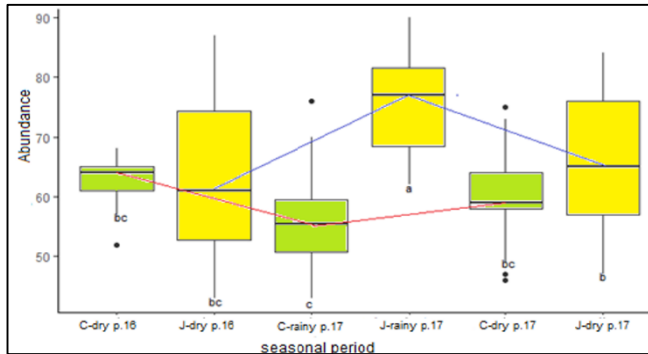 90
80
70
60
50
Abundance
bc
bc
c
a
bc
b
C-dry p.16
J-dry p.16
C-rainy p.17
J-rainy p.17
C-dry p.17
J-dry p.17
seasonal period